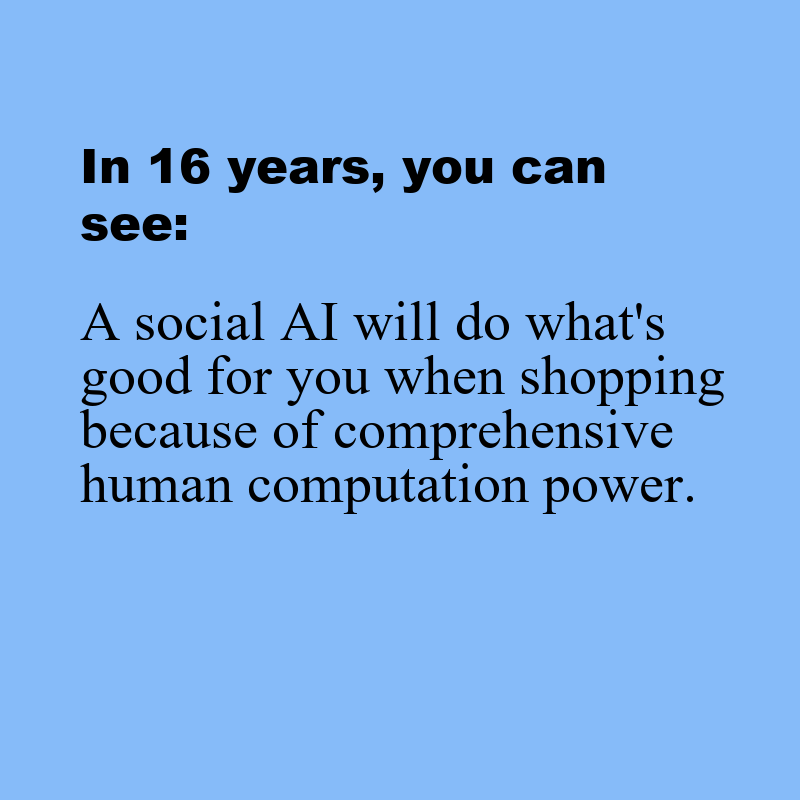 In 16 years, you can
see:
A social AI will do what's
good for you when shopping
because of comprehensive
human computation power.